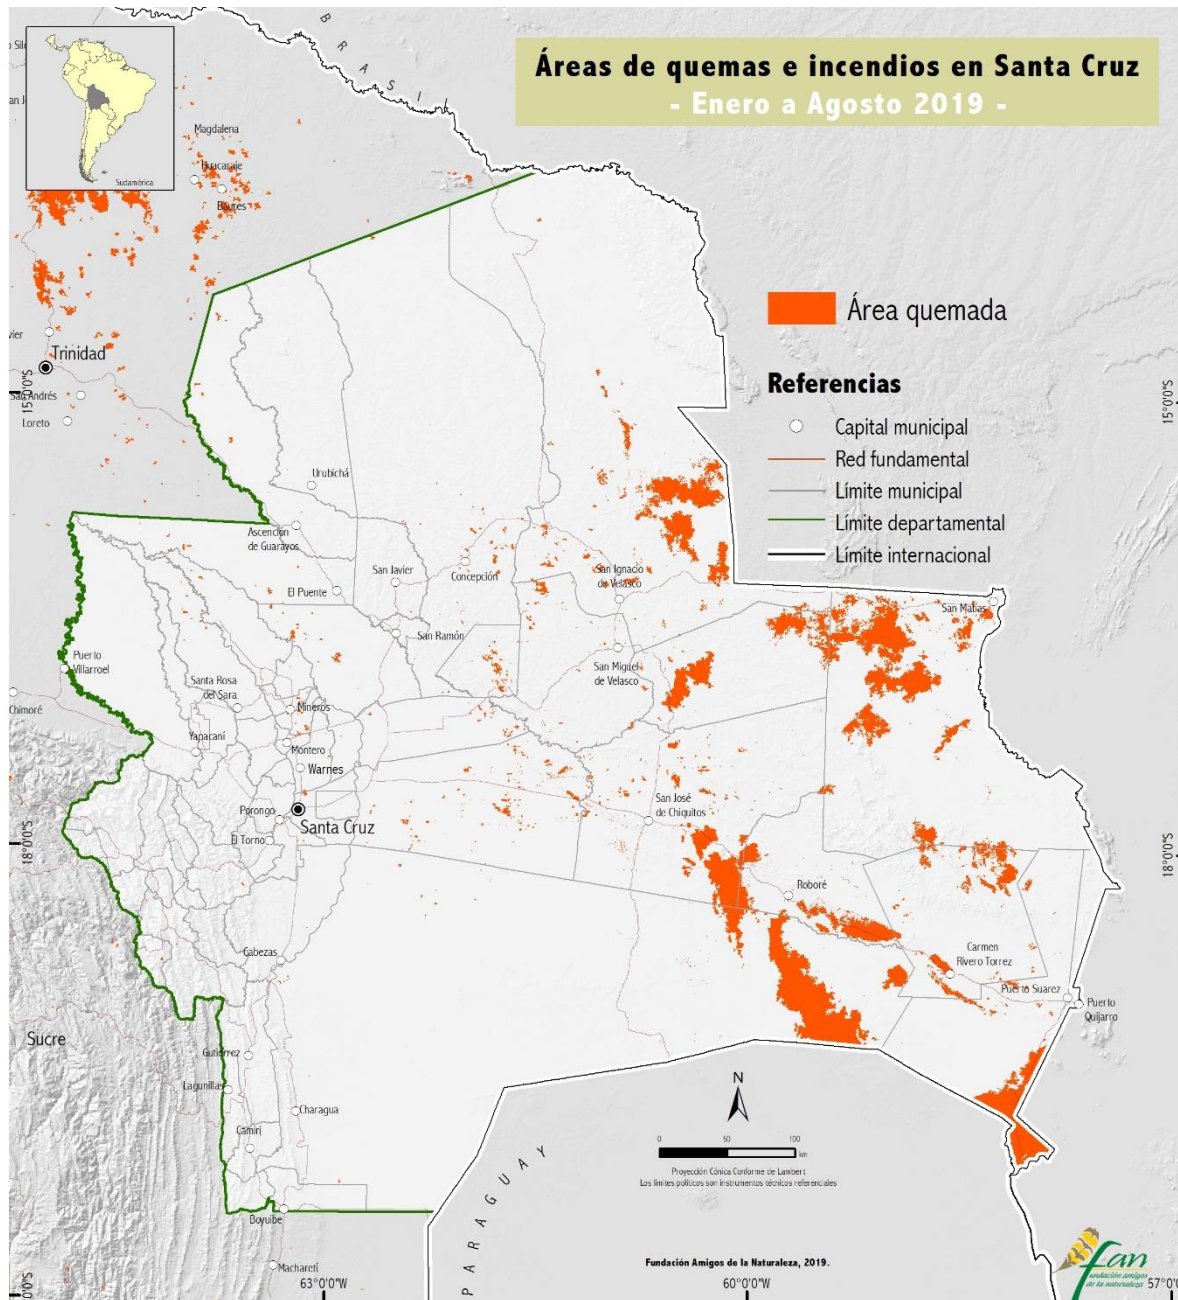 Áreas de quemas e incendios en Santa Cruz
- Enero a Agosto 2019 -
Sudamérica
BRASIL
Magdalena
Huacaraje
Baures
Trinidad
San Andrés
Loreto
Área quemada
Referencias
Capital municipal
Red fundamental
Límite municipal
Límite departamental
Límite internacional
15°0'0"S
15°0'0"S
Urubichá
Ascención
de Guarayos
San Javier
Concepción
El Puente
San Ignacio
de Velasco
San Matías
San Ramón
San Miguel
de Velasco
Puerto
Villarroel
Santa Rosa
del Sara
Mineros
Chimoré
Yapacaní
Montero
Warnes
Porongo
Santa Cruz
El Torno
San José
de Chiquitos
18°0'0"S
18°0'0"S
Roboré
Cabezas
Carmen
Rivero Torrez
Puerto Suarez
Puerto
Quijarro
Sucre
Gutiérrez
Lagunillas
Charagua
Camiri
Boyuibe
Macharetí
PARAGUAY
N
0 50 100
km
Proyección Cónica Conforme de Lambert
Los límites políticos son instrumentos técnicos referenciales
Fundación Amigos de la Naturaleza, 2019.
fan
fundación amigos
de la naturaleza
63°0'0"W
60°0'0"W
57°0'